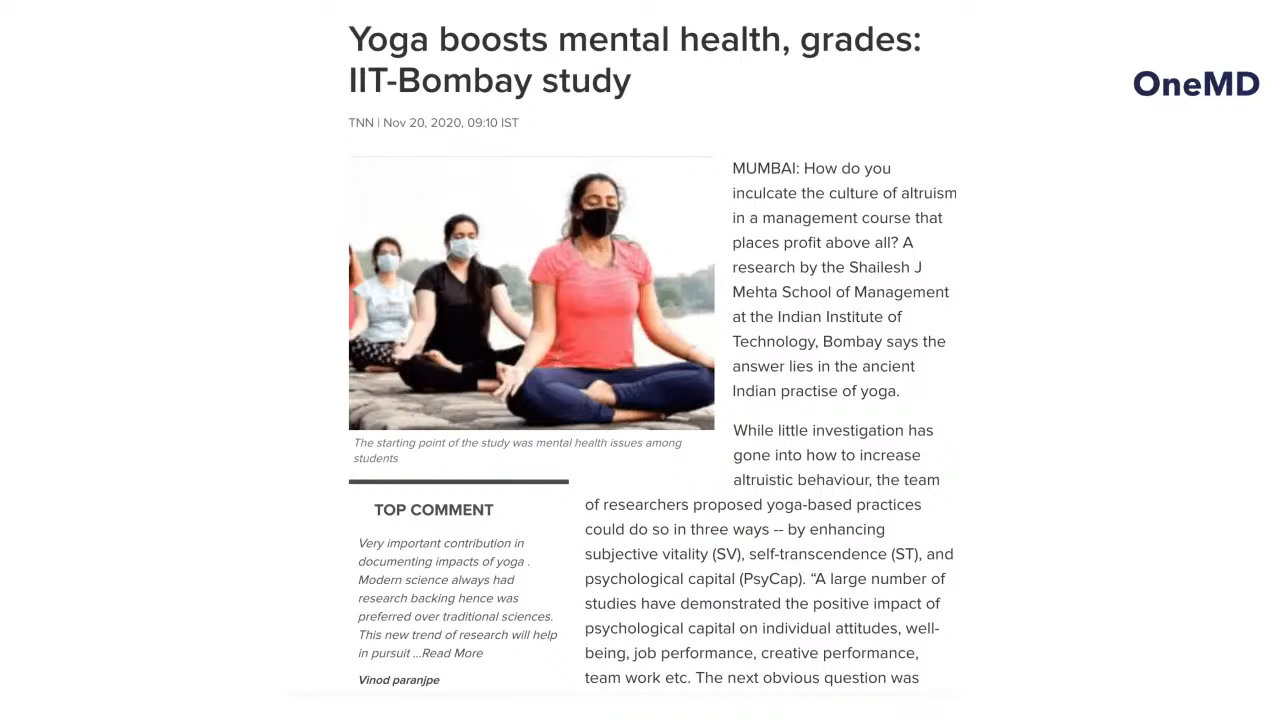 Yoga boosts mental health, grades:
IIT-Bombay study
OneMD
TNN | Nov 20, 2020, 09:10 IST
MUMBAI: How do you
inculcate the culture of altruism
in a management course that
places profit above all? A
research by the Shailesh J
Mehta School of Management
at the Indian Institute of
Technology, Bombay says the
answer lies in the ancient
Indian practise of yoga.
The starting point of the study was mental health issues among
students
While little investigation has
gone into how to increase
altruistic behaviour, the team
of researchers proposed yoga-based practices
could do so in three ways -- by enhancing
subjective vitality (SV), self-transcendence (ST), and
psychological capital (PsyCap). “A large number of
studies have demonstrated the positive impact of
psychological capital on individual attitudes, well-
being, job performance, creative performance,
team work etc. The next obvious question was
TOP COMMENT
Very important contribution in
documenting impacts of yoga .
Modern science always had
research backing hence was
preferred over traditional sciences.
This new trend of research will help
in pursuit ...Read More
Vinod paranjpe